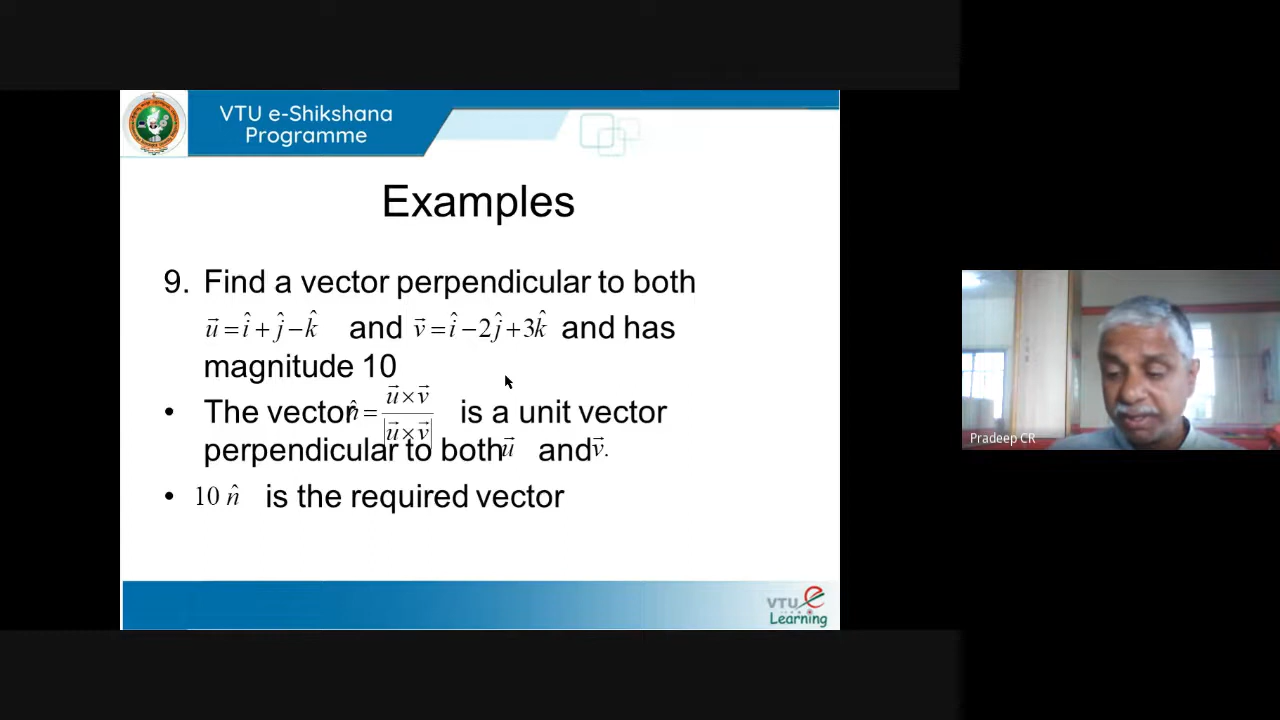 VTU e-Shikshana
Programme
Examples
9. Find a vector perpendicular to both
u⃗ = î + ĵ − k̂ and v⃗ = î − 2ĵ + 3k̂ and has
magnitude 10
• The vector n̂ = (u⃗ × v⃗)/|u⃗ × v⃗| is a unit vector
perpendicular to both u⃗ and v⃗.
• 10 n̂ is the required vector
Pradeep CR
VTU e
Learning